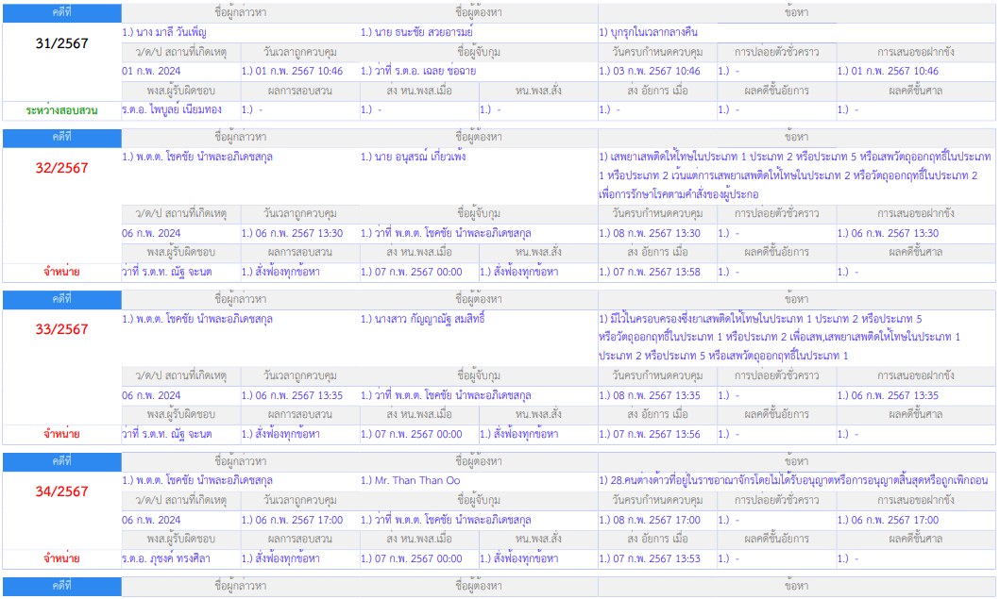 คดีที่ ชื่อผู้กล่าวหา ชื่อผู้ต้องหา ข้อหา
31/2567 1.) นาง มาลี วันเพ็ญ 1.) นาย ธนะชัย สวยอารมย์ 1) บุกรุกในเวลากลางคืน
ว/ด/ป สถานที่เกิดเหตุ วันเวลาถูกควบคุม ชื่อผู้จับกุม วันครบกำหนดควบคุม การปล่อยตัวชั่วคราว การเสนอขอฝากขัง
01 ก.พ. 2024 1.) 01 ก.พ. 2567 10:46 1.) ว่าที่ ร.ต.อ. เฉลย ช่อฉาย 1.) 03 ก.พ. 2567 10:46 1.) - 1.) 01 ก.พ. 2567 10:46
พงส.ผู้รับผิดชอบ ผลการสอบสวน ส่ง หน.พงส.เมื่อ หน.พงส.สั่ง ส่ง อัยการ เมื่อ ผลคดีชั้นอัยการ ผลคดีชั้นศาล
ระหว่างสอบสวน ร.ต.อ. ไพบูลย์ เนียมทอง 1.) - 1.) - 1.) - 1.) - 1.) - 1.) -
คดีที่ ชื่อผู้กล่าวหา ชื่อผู้ต้องหา ข้อหา
32/2567 1.) พ.ต.ต. โชคชัย นำพละอภิเดชสกุล 1.) นาย อนุสรณ์ เกี่ยวเพ้ง 1) เสพยาเสพติดให้โทษในประเภท 1 ประเภท 2 หรือประเภท 5 หรือเสพวัตถุออกฤทธิ์ในประเภท
1 หรือประเภท 2 เว้นแต่การเสพยาเสพติดให้โทษในประเภท 2 หรือวัตถุออกฤทธิ์ในประเภท 2
เพื่อการรักษาโรคตามคำสั่งของผู้ประกอ
ว/ด/ป สถานที่เกิดเหตุ วันเวลาถูกควบคุม ชื่อผู้จับกุม วันครบกำหนดควบคุม การปล่อยตัวชั่วคราว การเสนอขอฝากขัง
06 ก.พ. 2024 1.) 06 ก.พ. 2567 13:30 1.) ว่าที่ พ.ต.ต. โชคชัย นำพละอภิเดชสกุล 1.) 08 ก.พ. 2567 13:30 1.) - 1.) 06 ก.พ. 2567 13:30
พงส.ผู้รับผิดชอบ ผลการสอบสวน ส่ง หน.พงส.เมื่อ หน.พงส.สั่ง ส่ง อัยการ เมื่อ ผลคดีชั้นอัยการ ผลคดีชั้นศาล
จำหน่าย ว่าที่ ร.ต.ท. ณัฐ จะนต 1.) สั่งฟ้องทุกข้อหา 1.) 07 ก.พ. 2567 00:00 1.) สั่งฟ้องทุกข้อหา 1.) 07 ก.พ. 2567 13:58 1.) - 1.) -
คดีที่ ชื่อผู้กล่าวหา ชื่อผู้ต้องหา ข้อหา
33/2567 1.) พ.ต.ต. โชคชัย นำพละอภิเดชสกุล 1.) นางสาว กัญญาณัฐ สมสิทธิ์ 1) มีไว้ในครอบครองซึ่งยาเสพติดให้โทษในประเภท 1 ประเภท 2 หรือประเภท 5
หรือวัตถุออกฤทธิ์ในประเภท 1 หรือประเภท 2 เพื่อเสพ,เสพยาเสพติดให้โทษในประเภท 1
ประเภท 2 หรือประเภท 5 หรือเสพวัตถุออกฤทธิ์ในประเภท 1
ว/ด/ป สถานที่เกิดเหตุ วันเวลาถูกควบคุม ชื่อผู้จับกุม วันครบกำหนดควบคุม การปล่อยตัวชั่วคราว การเสนอขอฝากขัง
06 ก.พ. 2024 1.) 06 ก.พ. 2567 13:35 1.) ว่าที่ พ.ต.ต. โชคชัย นำพละอภิเดชสกุล 1.) 08 ก.พ. 2567 13:35 1.) - 1.) 06 ก.พ. 2567 13:35
พงส.ผู้รับผิดชอบ ผลการสอบสวน ส่ง หน.พงส.เมื่อ หน.พงส.สั่ง ส่ง อัยการ เมื่อ ผลคดีชั้นอัยการ ผลคดีชั้นศาล
จำหน่าย ว่าที่ ร.ต.ท. ณัฐ จะนต 1.) สั่งฟ้องทุกข้อหา 1.) 07 ก.พ. 2567 00:00 1.) สั่งฟ้องทุกข้อหา 1.) 07 ก.พ. 2567 13:56 1.) - 1.) -
คดีที่ ชื่อผู้กล่าวหา ชื่อผู้ต้องหา ข้อหา
34/2567 1.) พ.ต.ต. โชคชัย นำพละอภิเดชสกุล 1.) Mr. Than Than Oo 1) 28.คนต่างด้าวที่อยู่ในราชอาณาจักรโดยไม่ได้รับอนุญาตหรือการอนุญาตสิ้นสุดหรือถูกเพิกถอน
ว/ด/ป สถานที่เกิดเหตุ วันเวลาถูกควบคุม ชื่อผู้จับกุม วันครบกำหนดควบคุม การปล่อยตัวชั่วคราว การเสนอขอฝากขัง
06 ก.พ. 2024 1.) 06 ก.พ. 2567 17:00 1.) ว่าที่ พ.ต.ต. โชคชัย นำพละอภิเดชสกุล 1.) 08 ก.พ. 2567 17:00 1.) - 1.) 06 ก.พ. 2567 17:00
พงส.ผู้รับผิดชอบ ผลการสอบสวน ส่ง หน.พงส.เมื่อ หน.พงส.สั่ง ส่ง อัยการ เมื่อ ผลคดีชั้นอัยการ ผลคดีชั้นศาล
จำหน่าย ร.ต.อ. ภุชงค์ ทรงศิลา 1.) สั่งฟ้องทุกข้อหา 1.) 07 ก.พ. 2567 00:00 1.) สั่งฟ้องทุกข้อหา 1.) 07 ก.พ. 2567 13:53 1.) - 1.) -
คดีที่ ชื่อผู้กล่าวหา ชื่อผู้ต้องหา ข้อหา